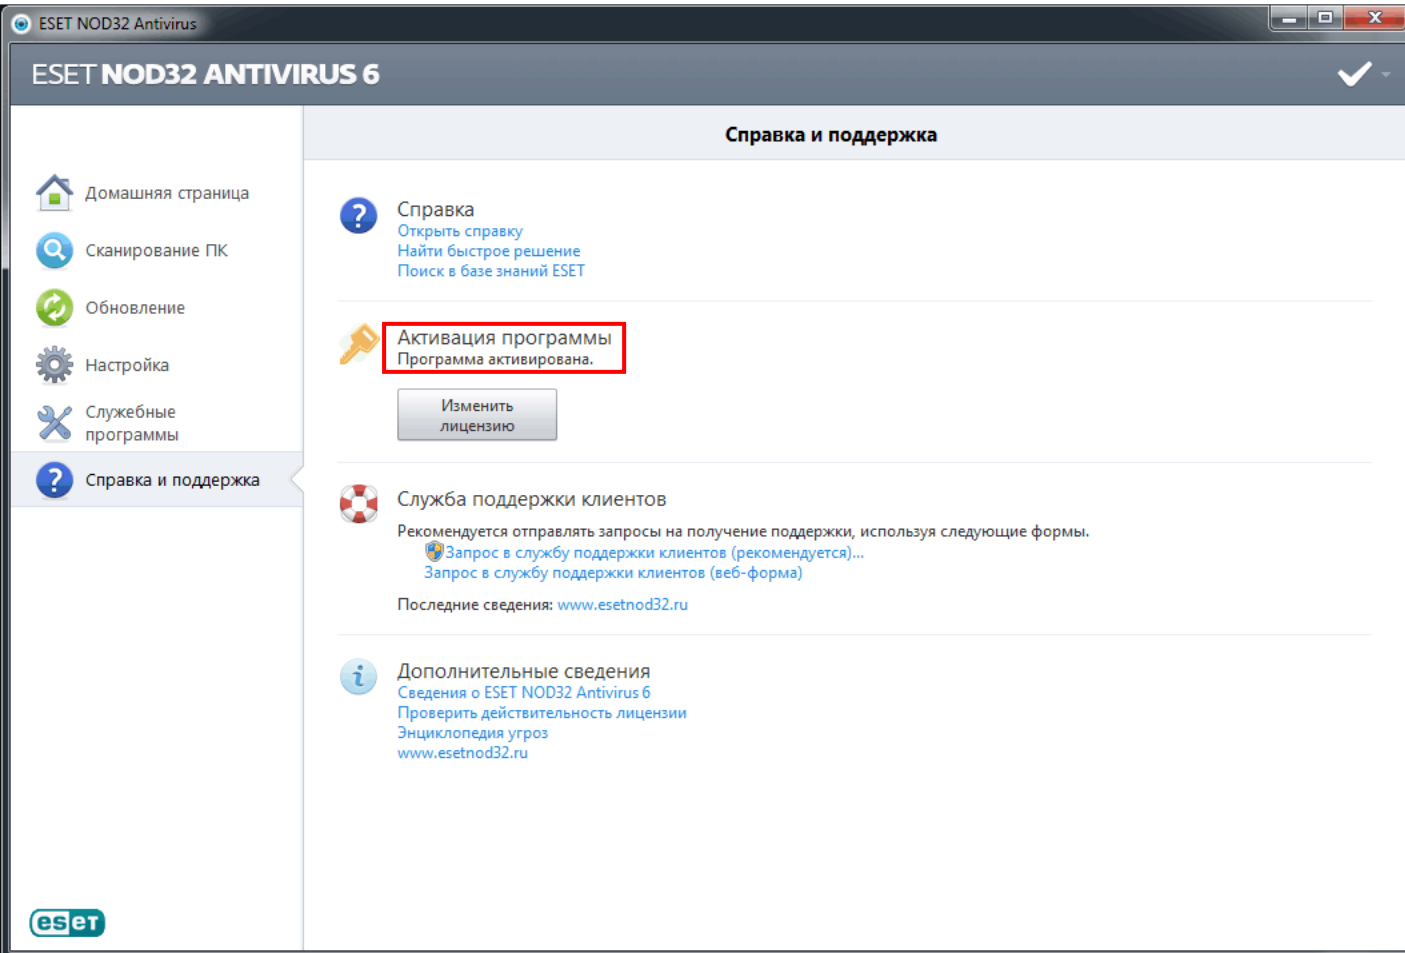 ESET NOD32 Antivirus
ESET NOD32 ANTIVIRUS 6
Справка и поддержка
Домашняя страница
Сканирование ПК
Обновление
Настройка
Служебные
программы
Справка и поддержка
Справка
Открыть справку
Найти быстрое решение
Поиск в базе знаний ESET
Активация программы
Программа активирована.
Изменить
лицензию
Служба поддержки клиентов
Рекомендуется отправлять запросы на получение поддержки, используя следующие формы.
Запрос в службу поддержки клиентов (рекомендуется)...
Запрос в службу поддержки клиентов (веб-форма)
Последние сведения: www.esetnod32.ru
Дополнительные сведения
Сведения о ESET NOD32 Antivirus 6
Проверить действительность лицензии
Энциклопедия угроз
www.esetnod32.ru
eset